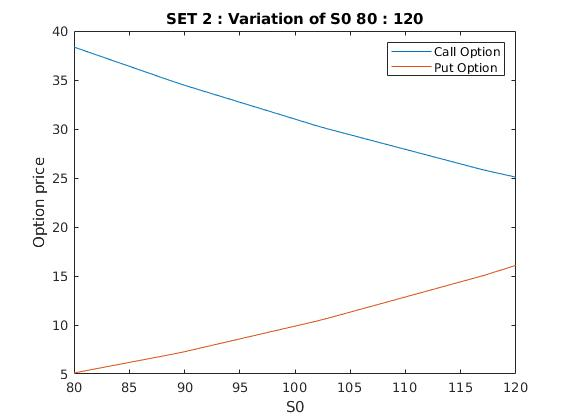 SET 2 : Variation of S0 80 : 120
40
35
30
25
20
15
10
5
Option price
Call Option
Put Option
80 85 90 95 100 105 110 115 120
S0